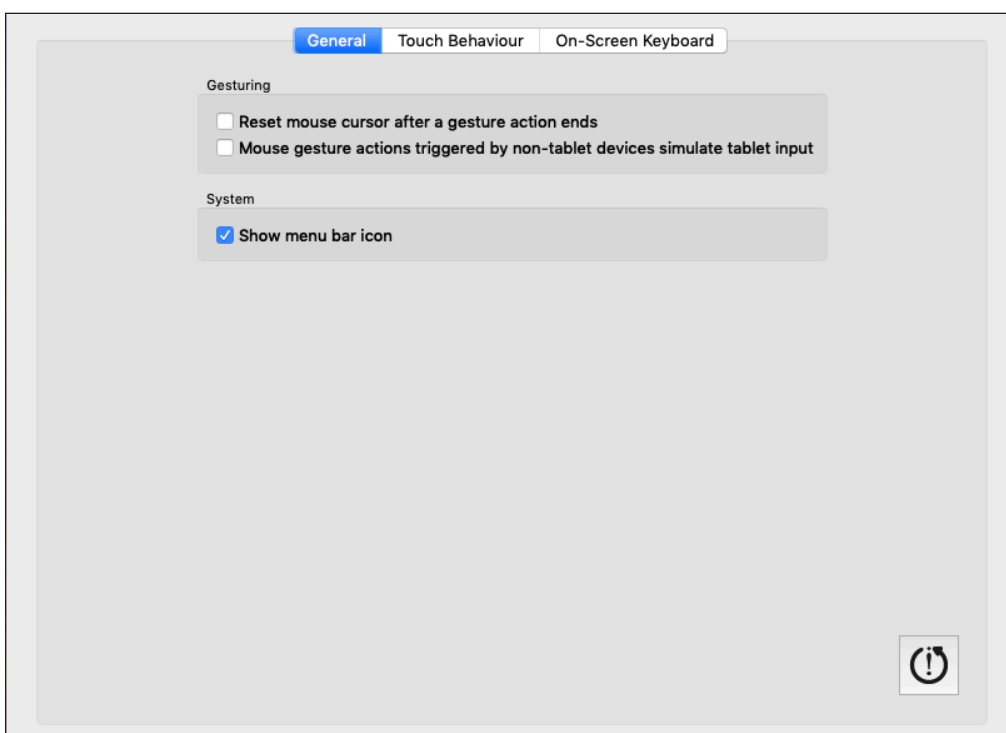 General Touch Behaviour On-Screen Keyboard
Gesturing
Reset mouse cursor after a gesture action ends
Mouse gesture actions triggered by non-tablet devices simulate tablet input
System
Show menu bar icon